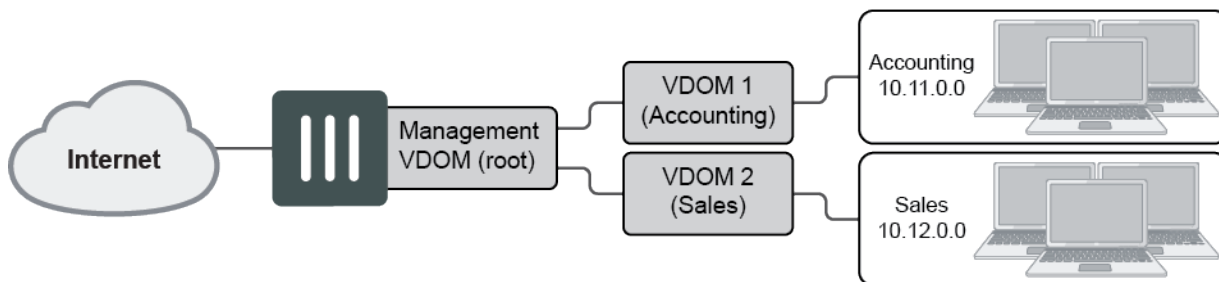 Internet
Management
VDOM (root)
VDOM 1
(Accounting)
VDOM 2
(Sales)
Accounting
10.11.0.0
Sales
10.12.0.0